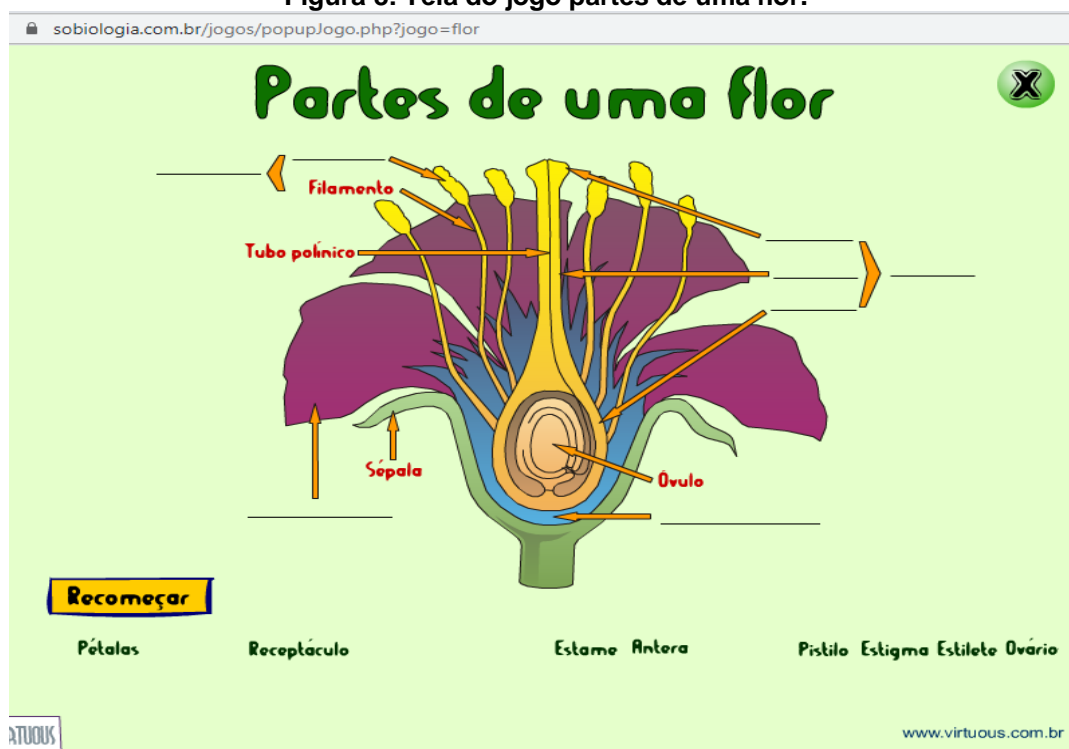 Figura 3. Tela do jogo partes de uma flor.
sobiologia.com.br/jogos/popupJogo.php?jogo=flor
Partes de uma flor
X
Filamento
Tubo polínico
Sépala
Óvulo
Recomeçar
Pétalas Receptáculo Estame Antera Pistilo Estigma Estilete Ovário
www.virtuous.com.br